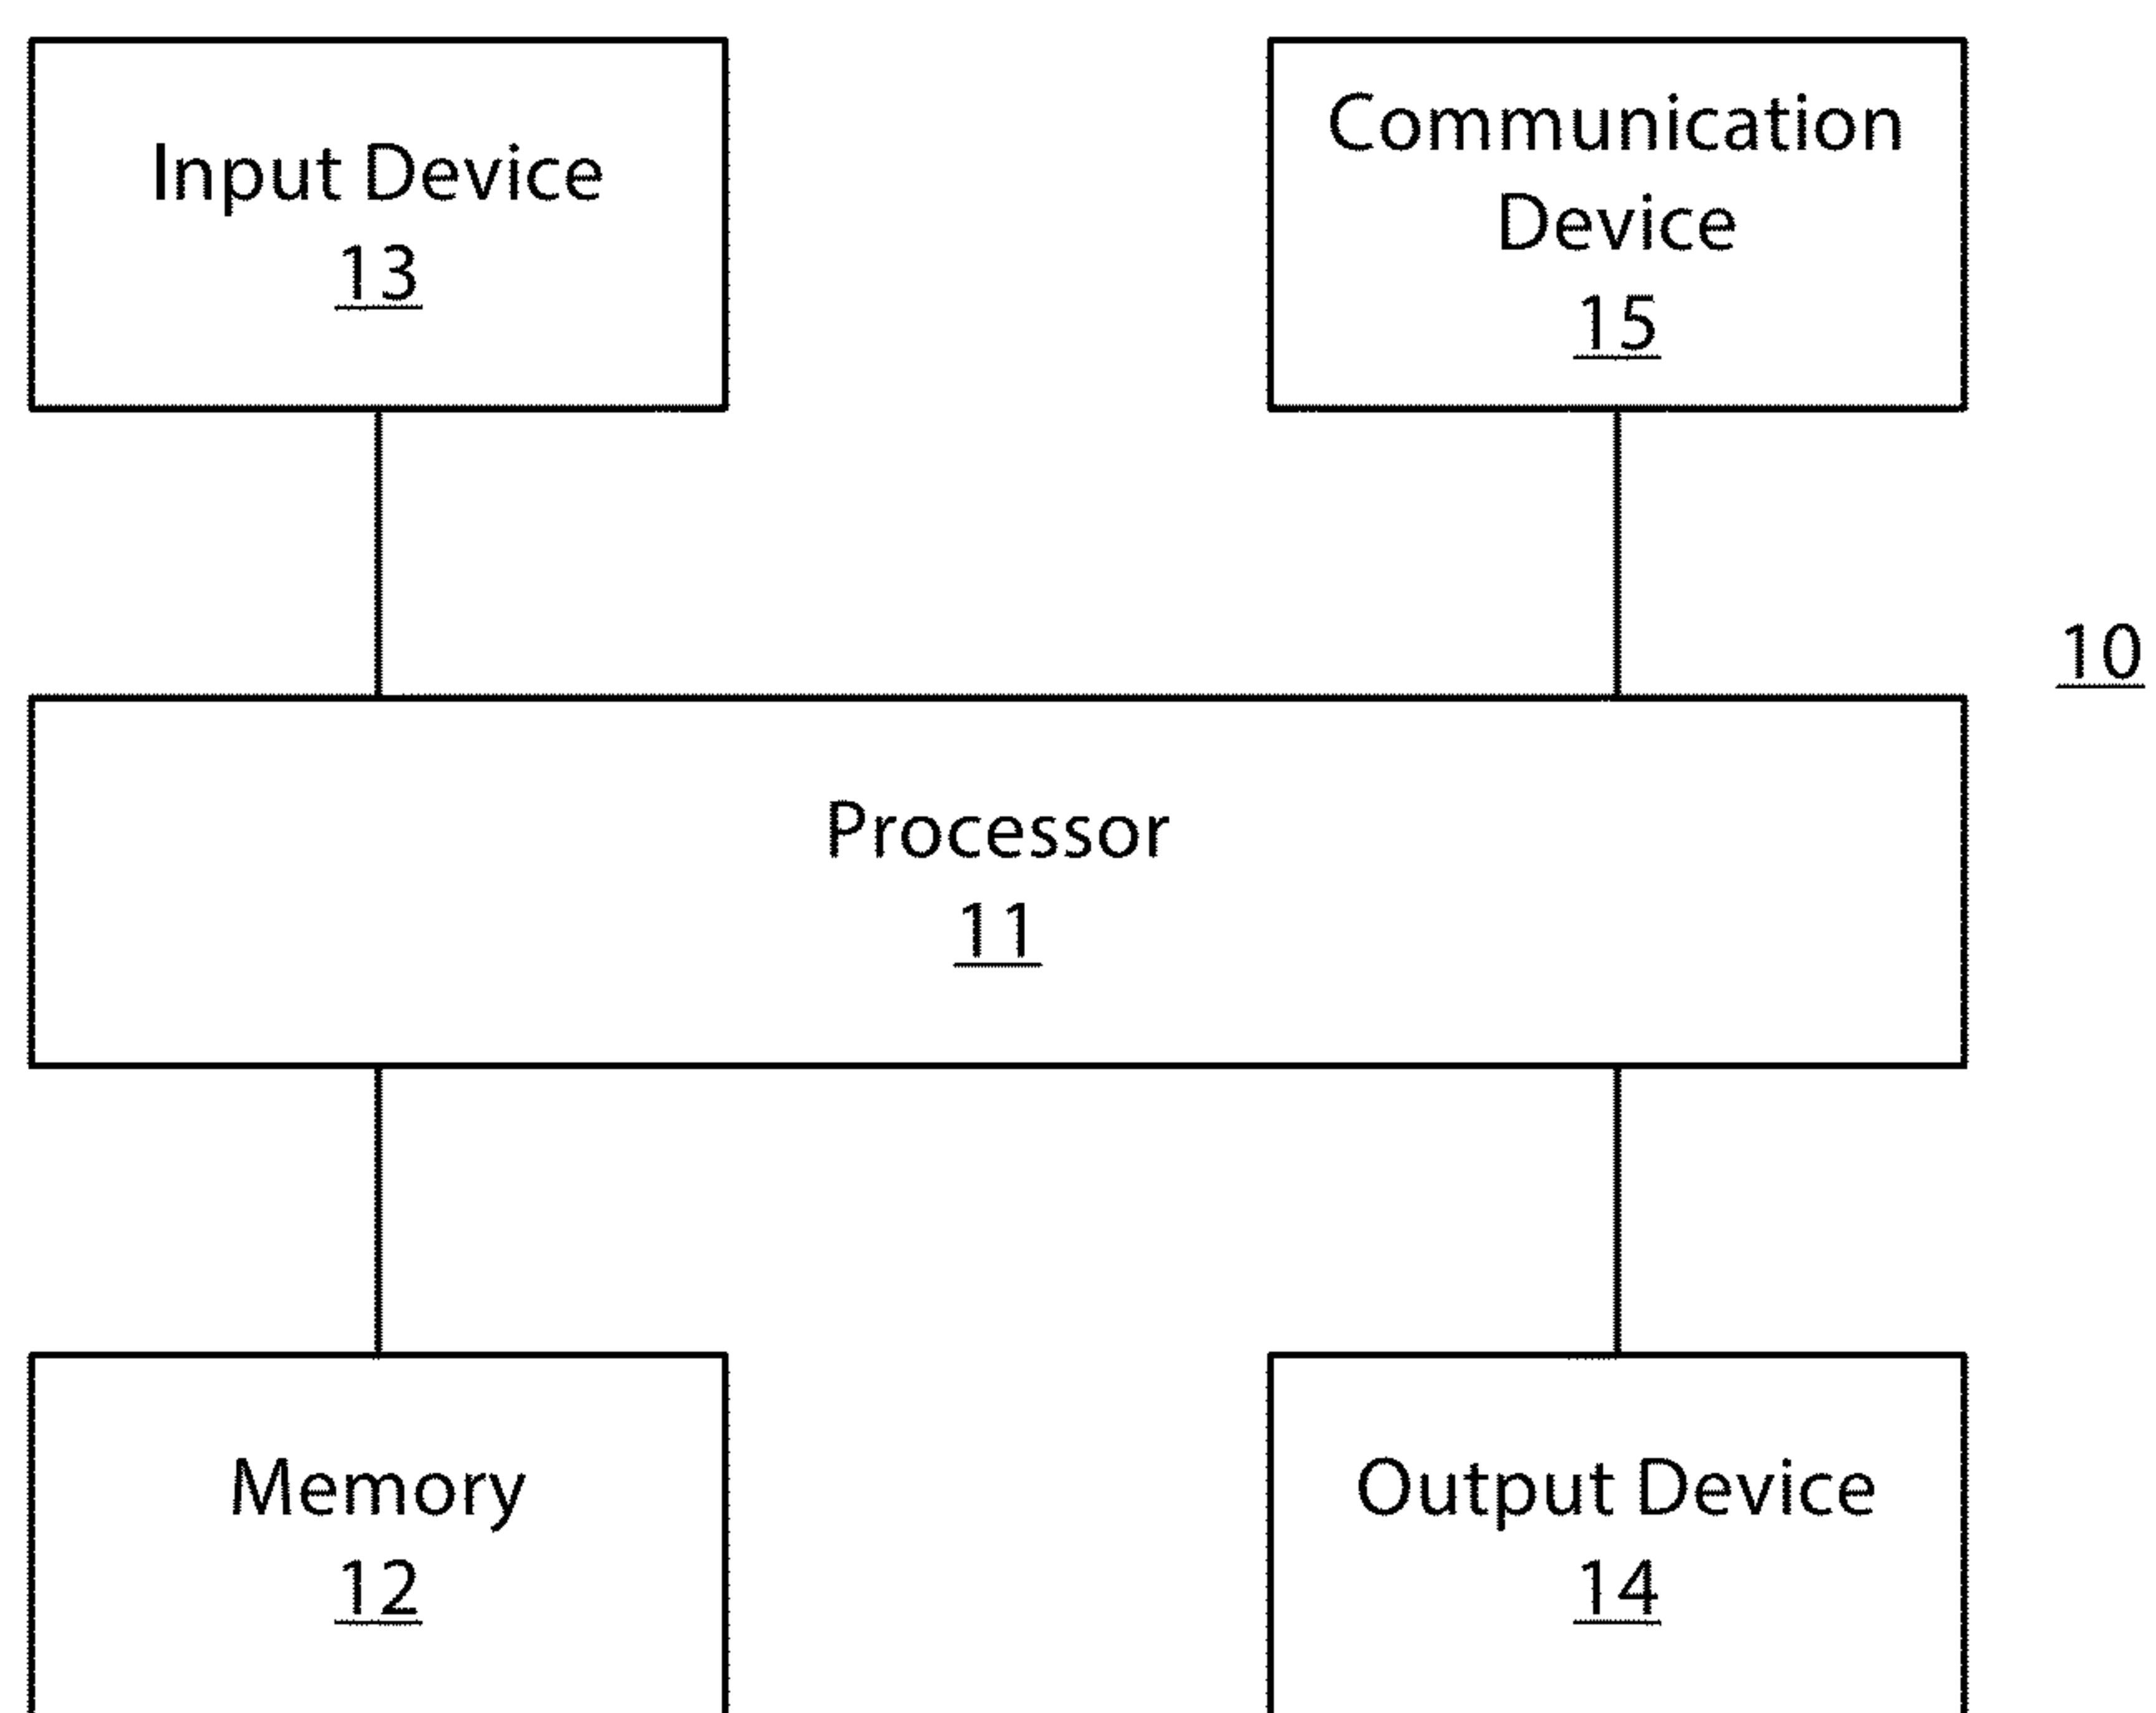 Input Device
13
Communication
Device
15
10
Processor
11
Memory
12
Output Device
14